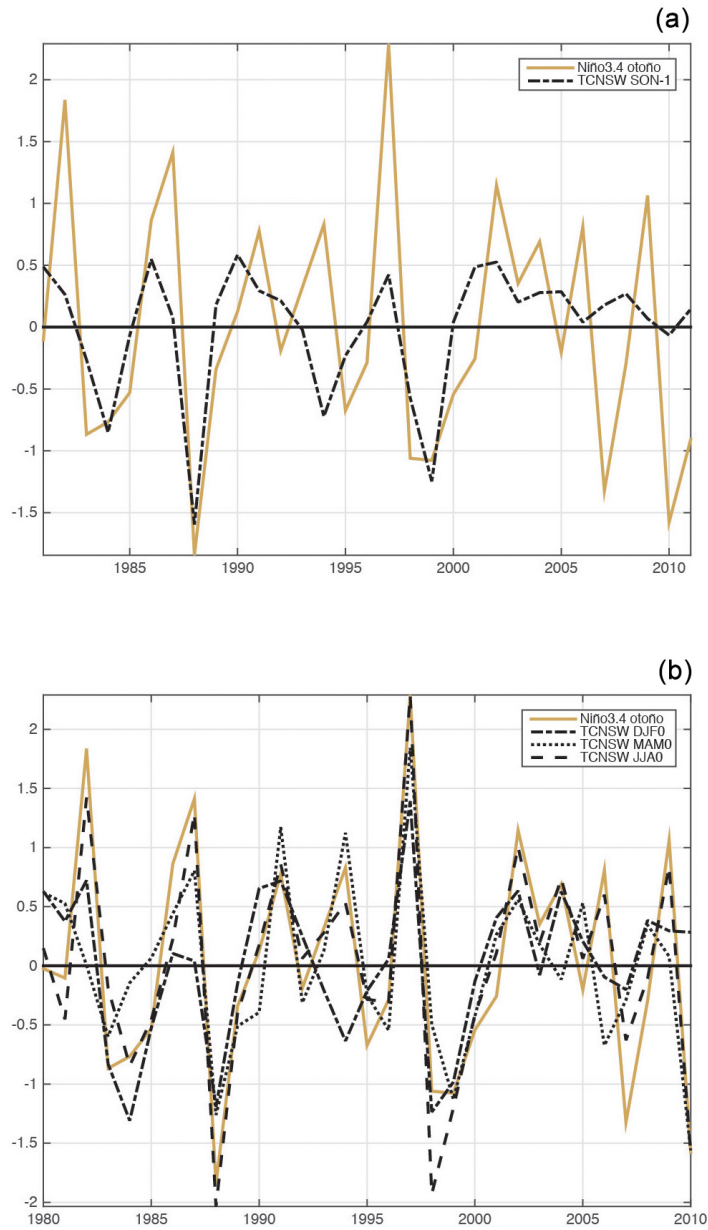 (a)
Niño3.4 otoño
TCNSW SON-1
2
1.5
1
0.5
0
-0.5
-1
-1.5
1985 1990 1995 2000 2005 2010
(b)
Niño3.4 otoño
TCNSW DJF0
TCNSW MAM0
TCNSW JJA0
2
1.5
1
0.5
0
-0.5
-1
-1.5
-2
1980 1985 1990 1995 2000 2005 2010